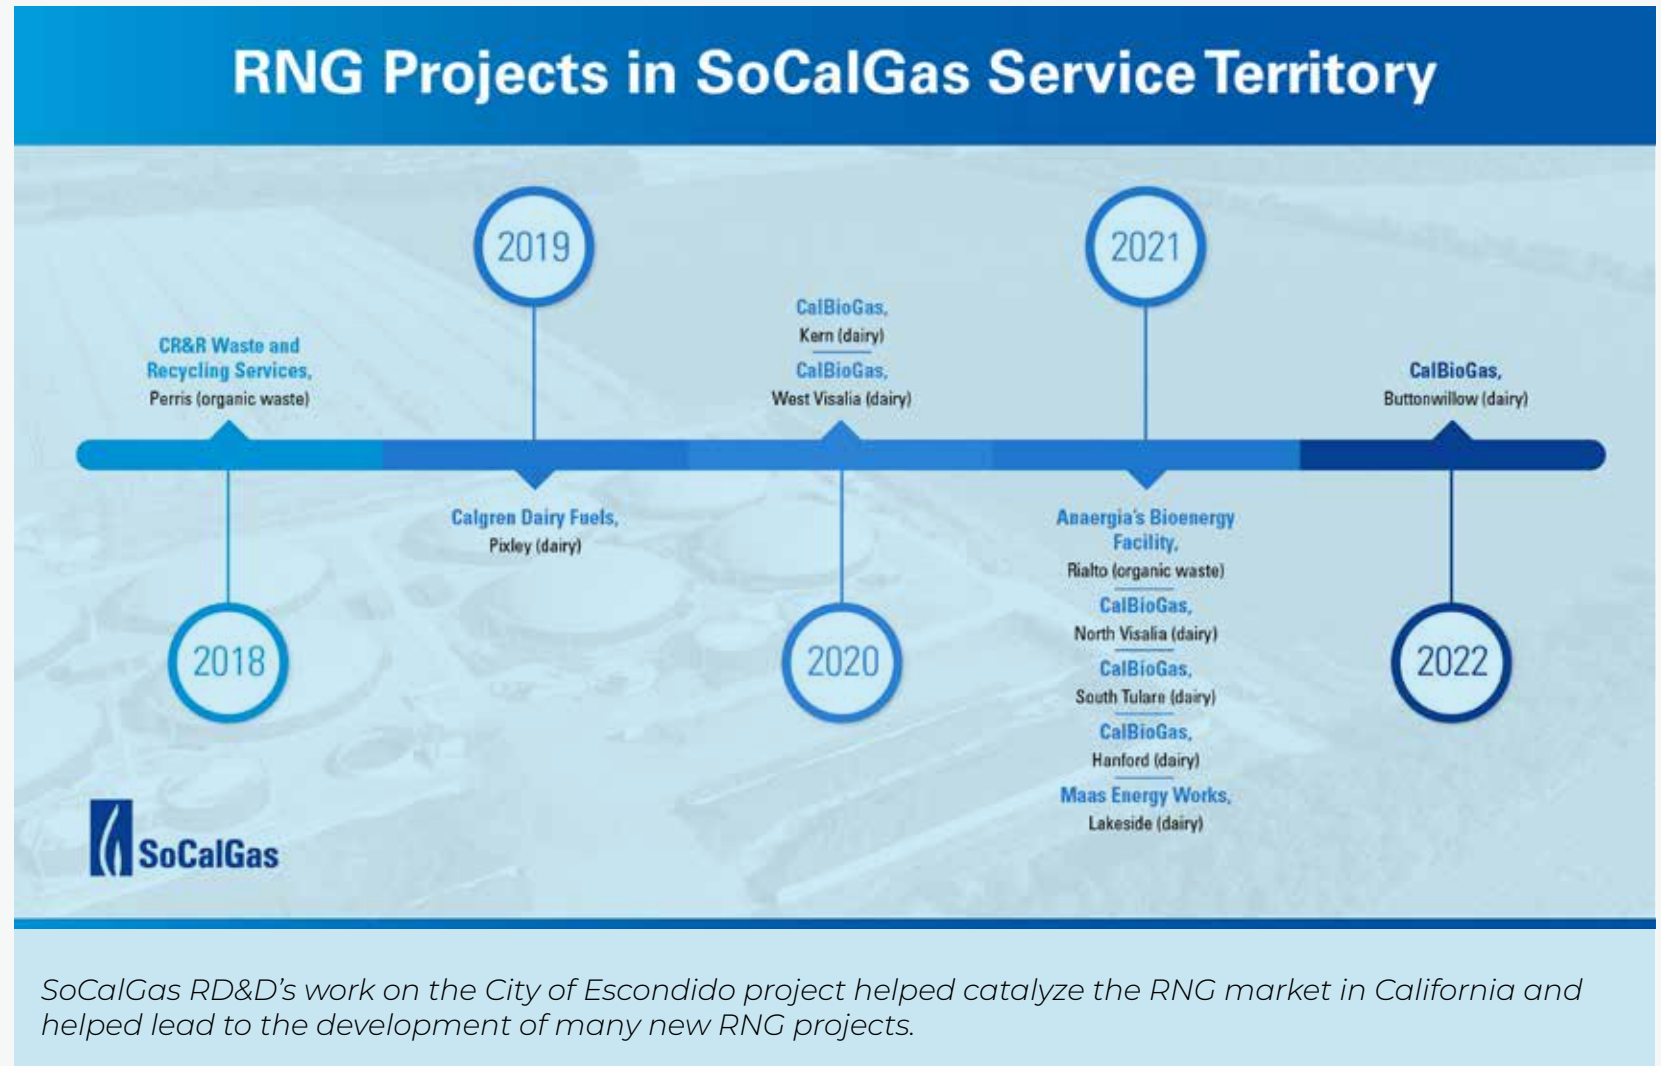 RNG Projects in SoCalGas Service Territory
2019
2021
CR&R Waste and
Recycling Services,
Perris (organic waste)
CalBioGas,
Kern (dairy)
CalBioGas,
West Visalia (dairy)
CalBioGas,
Buttonwillow (dairy)
Calgren Dairy Fuels,
Pixley (dairy)
Anaergia's Bioenergy
Facility,
Rialto (organic waste)
CalBioGas,
North Visalia (dairy)
CalBioGas,
South Tulare (dairy)
CalBioGas,
Hanford (dairy)
Maas Energy Works,
Lakeside (dairy)
2018
2020
2022
SoCalGas
SoCalGas RD&D’s work on the City of Escondido project helped catalyze the RNG market in California and
helped lead to the development of many new RNG projects.